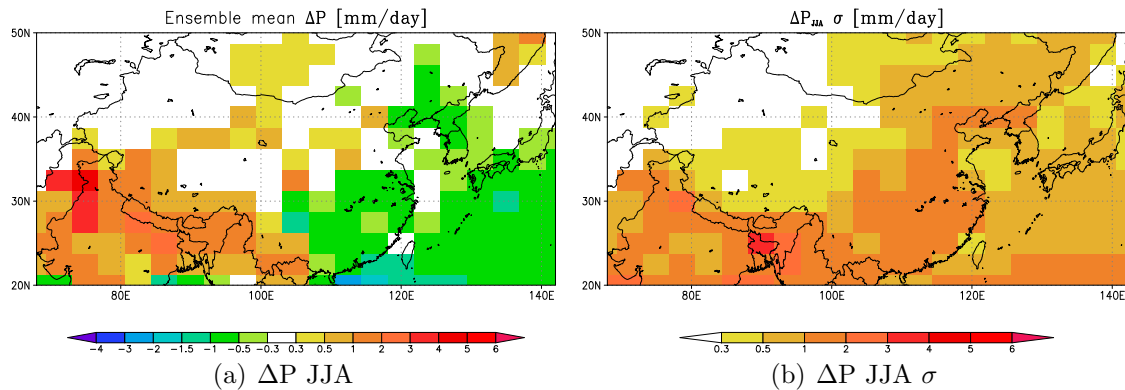 Ensemble mean ΔP [mm/day]
50N
40N
30N
20N
80E 100E 120E 140E
−4 −3 −2 −1.5 −1 −0.5 −0.3 0.3 0.5 1 2 3 4 5 6
(a) ΔP JJA
ΔP_JJA σ [mm/day]
50N
40N
30N
20N
80E 100E 120E 140E
0.3 0.5 1 2 3 4 5 6
(b) ΔP JJA σ